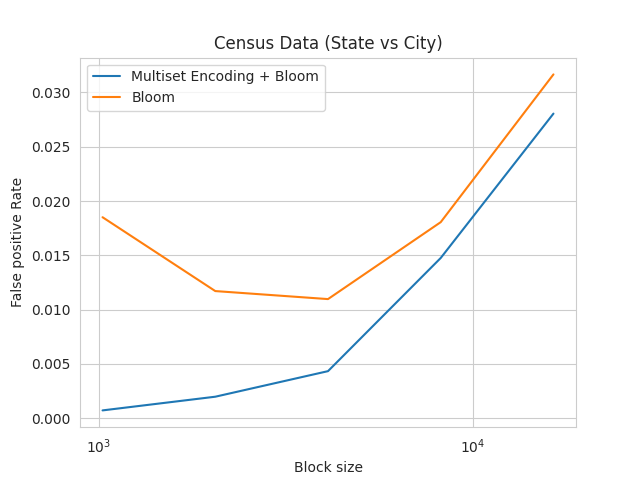 Census Data (State vs City)
Multiset Encoding + Bloom
Bloom
False positive Rate
0.030
0.025
0.020
0.015
0.010
0.005
0.000
10³
10⁴
Block size